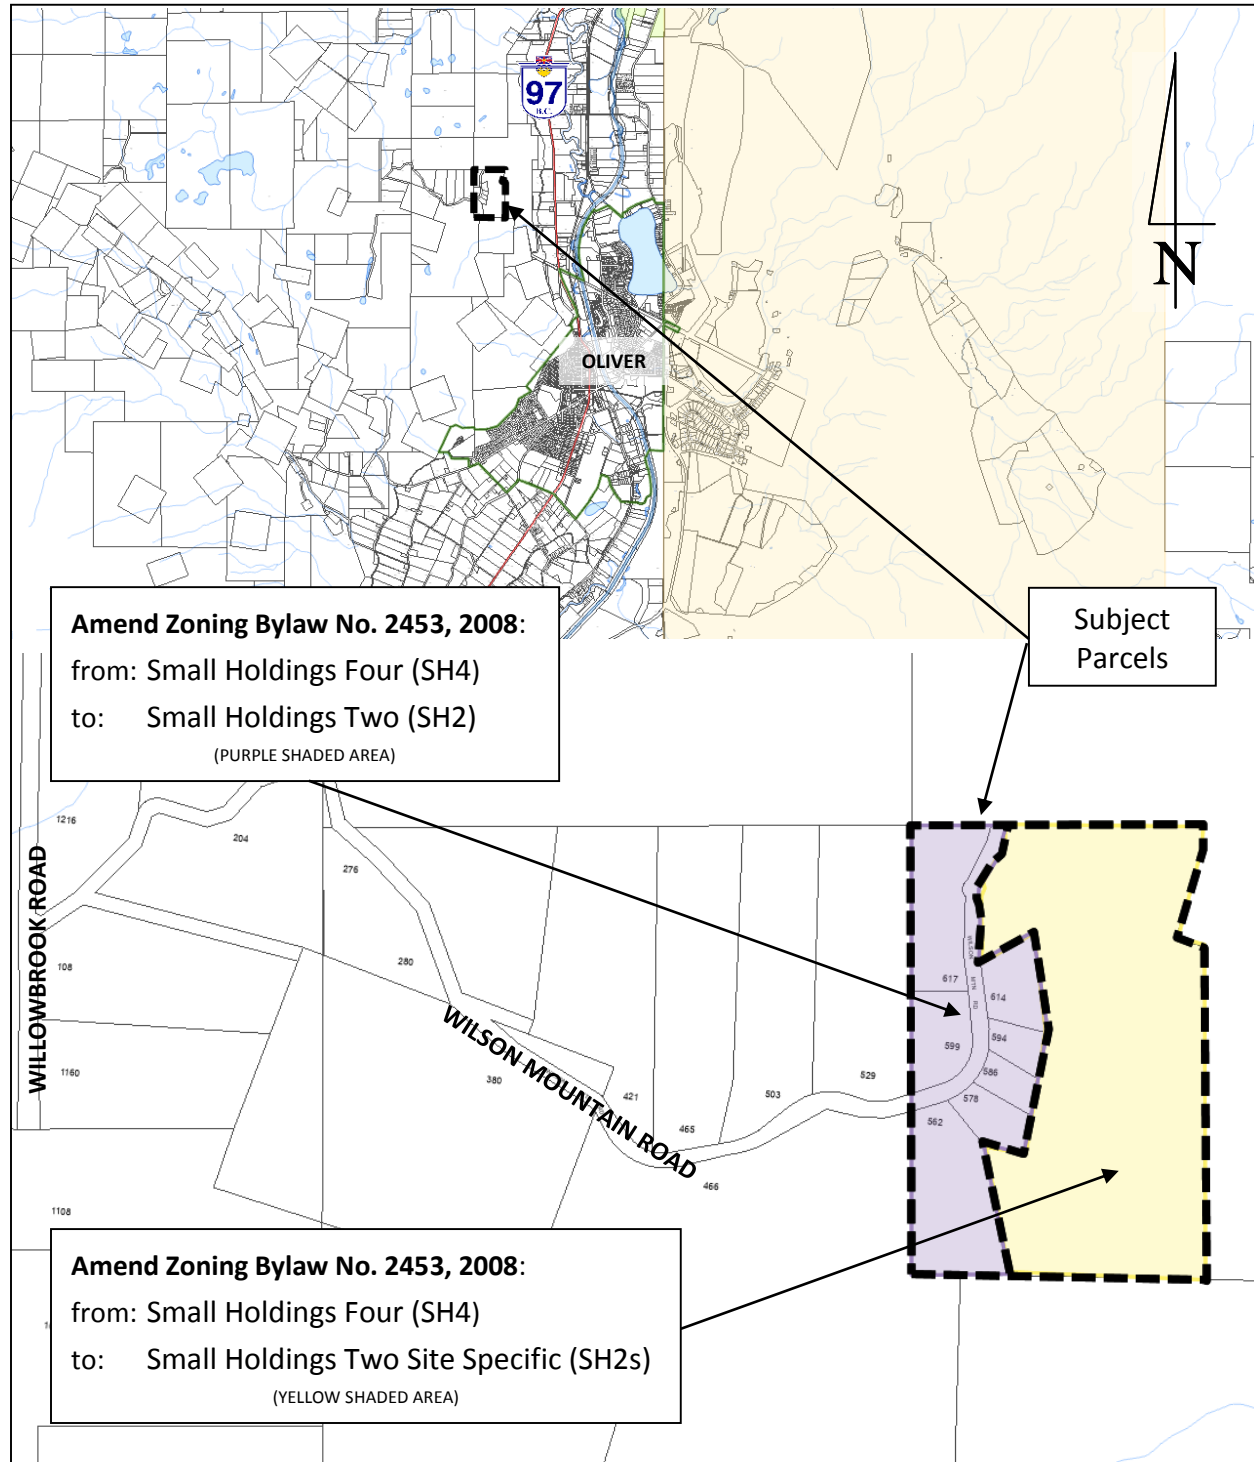 97
B.C.
N
OLIVER
Amend Zoning Bylaw No. 2453, 2008:
from: Small Holdings Four (SH4)
to: Small Holdings Two (SH2)
(PURPLE SHADED AREA)
Subject
Parcels
1216
204
276
WILLOWBROOK ROAD
108
280
WILSON MOUNTAIN ROAD
1160
380
421
465
503
529
466
617
WILSON
MTN
RD
614
594
599
586
578
562
1108
Amend Zoning Bylaw No. 2453, 2008:
from: Small Holdings Four (SH4)
to: Small Holdings Two Site Specific (SH2s)
(YELLOW SHADED AREA)